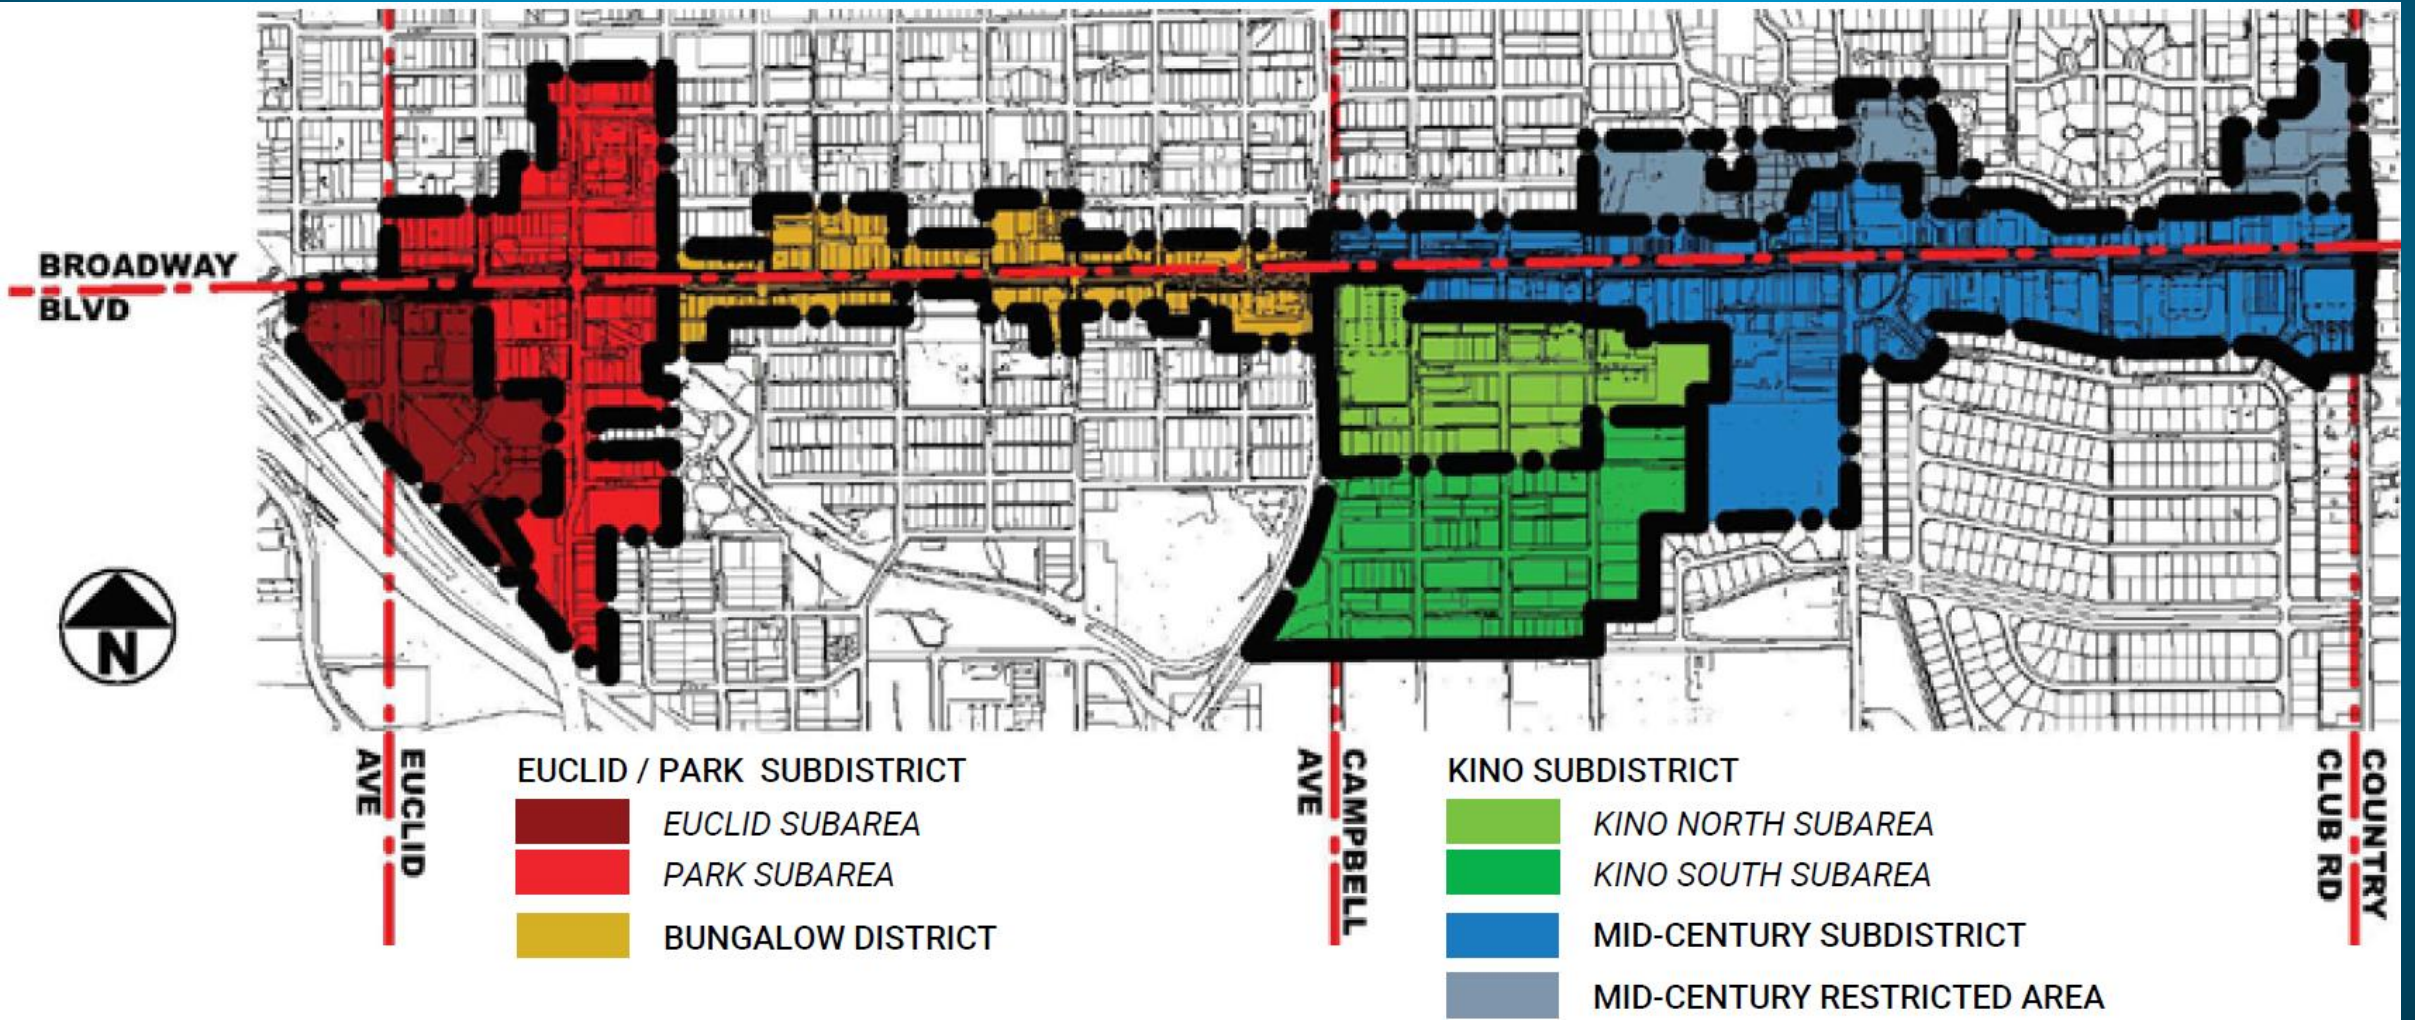 BROADWAY
BLVD
N
EUCLID
AVE
CAMPBELL
AVE
COUNTRY
CLUB RD
EUCLID / PARK SUBDISTRICT
EUCLID SUBAREA
PARK SUBAREA
BUNGALOW DISTRICT
KINO SUBDISTRICT
KINO NORTH SUBAREA
KINO SOUTH SUBAREA
MID-CENTURY SUBDISTRICT
MID-CENTURY RESTRICTED AREA